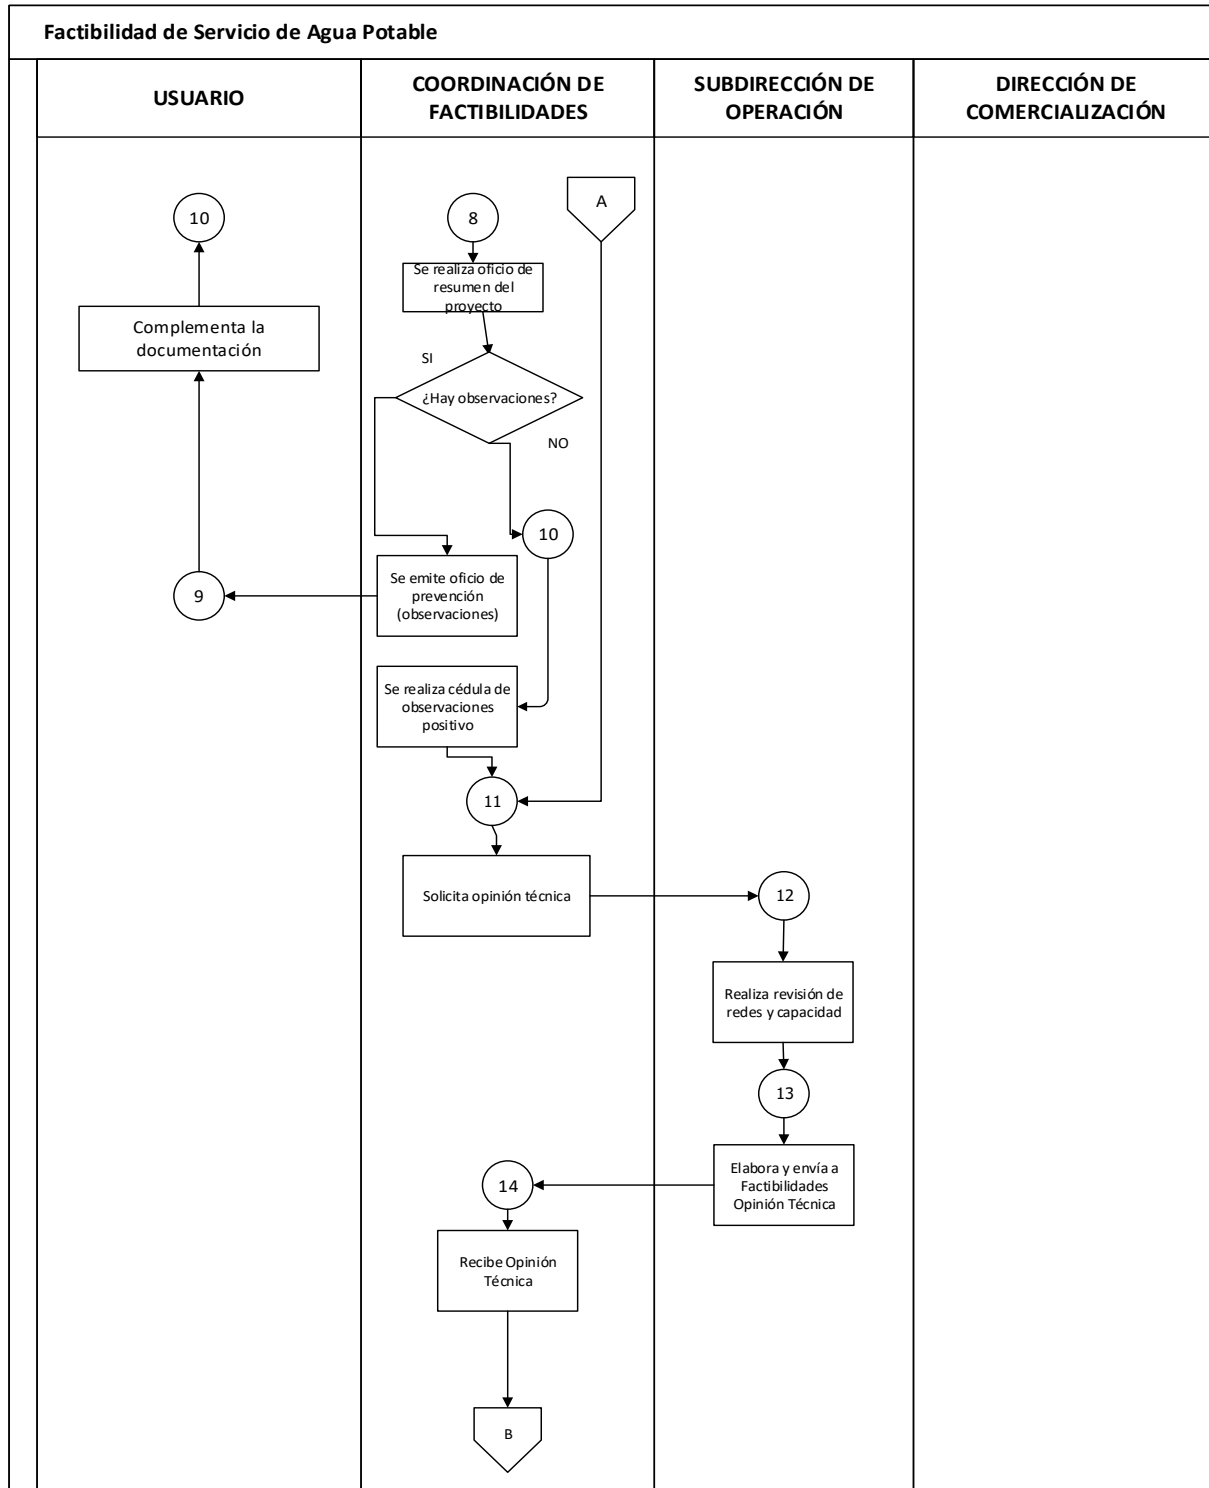 Factibilidad de Servicio de Agua Potable
USUARIO
COORDINACIÓN DE
FACTIBILIDADES
SUBDIRECCIÓN DE
OPERACIÓN
DIRECCIÓN DE
COMERCIALIZACIÓN
10
8
A
Se realiza oficio de
resumen del
proyecto
Complementa la
documentación
SI
¿Hay observaciones?
NO
10
Se emite oficio de
prevención
(observaciones)
9
Se realiza cédula de
observaciones
positivo
11
Solicita opinión técnica
12
Realiza revisión de
redes y capacidad
13
Elabora y envía a
Factibilidades
Opinión Técnica
14
Recibe Opinión
Técnica
B